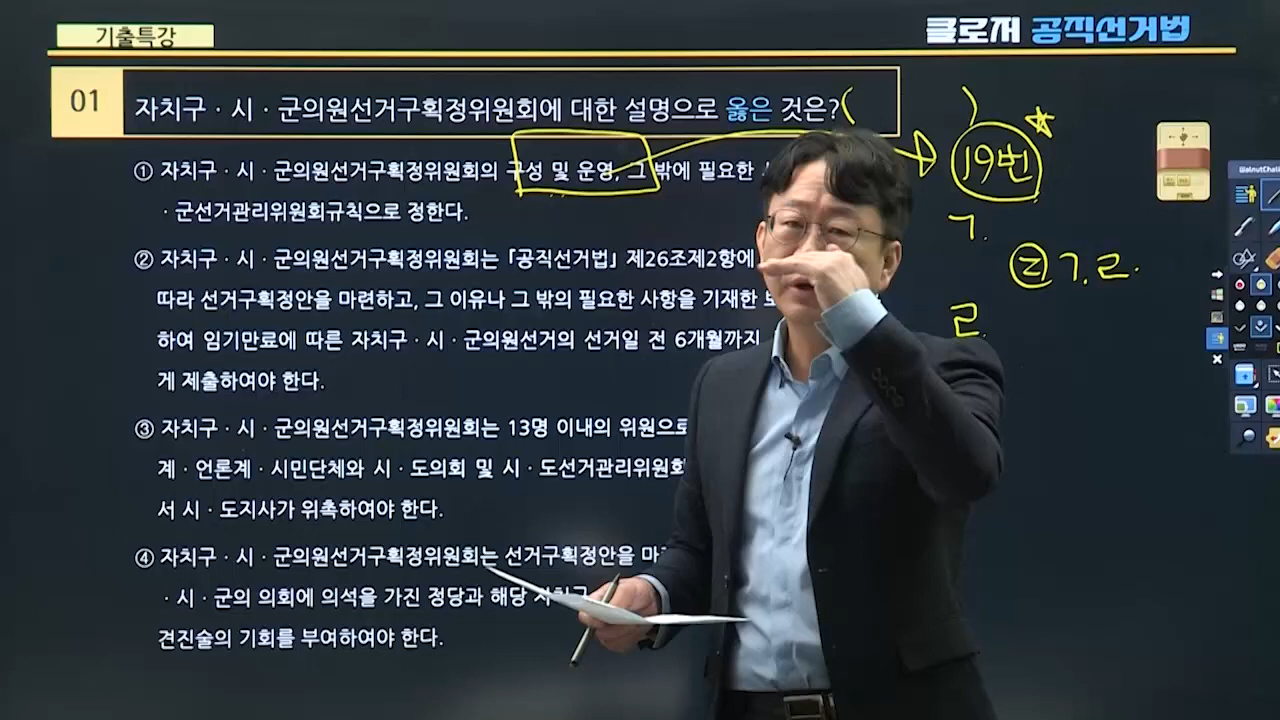 기출특강
클로저 공직선거법
01
자치구 · 시 · 군의원선거구획정위원회에 대한 설명으로 옳은 것은? ( )
① 자치구 · 시 · 군의원선거구획정위원회의 구성 및 운영, 그 밖에 필요한
· 군선거관리위원회규칙으로 정한다.
② 자치구 · 시 · 군의원선거구획정위원회는 「공직선거법」 제26조제2항에
따라 선거구획정안을 마련하고, 그 이유나 그 밖의 필요한 사항을 기재한
하여 임기만료에 따른 자치구 · 시 · 군의원선거의 선거일 전 6개월까지
게 제출하여야 한다.
③ 자치구 · 시 · 군의원선거구획정위원회는 13명 이내의 위원으로
계 · 언론계 · 시민단체와 시 · 도의회 및 시 · 도선거관리위원회
서 시 · 도지사가 위촉하여야 한다.
④ 자치구 · 시 · 군의원선거구획정위원회는 선거구획정안을
· 시 · 군의 의회에 의석을 가진 정당과 해당
견진술의 기회를 부여하여야 한다.
19번
ㄱ.
② ㄱ. ㄹ.
ㄹ.